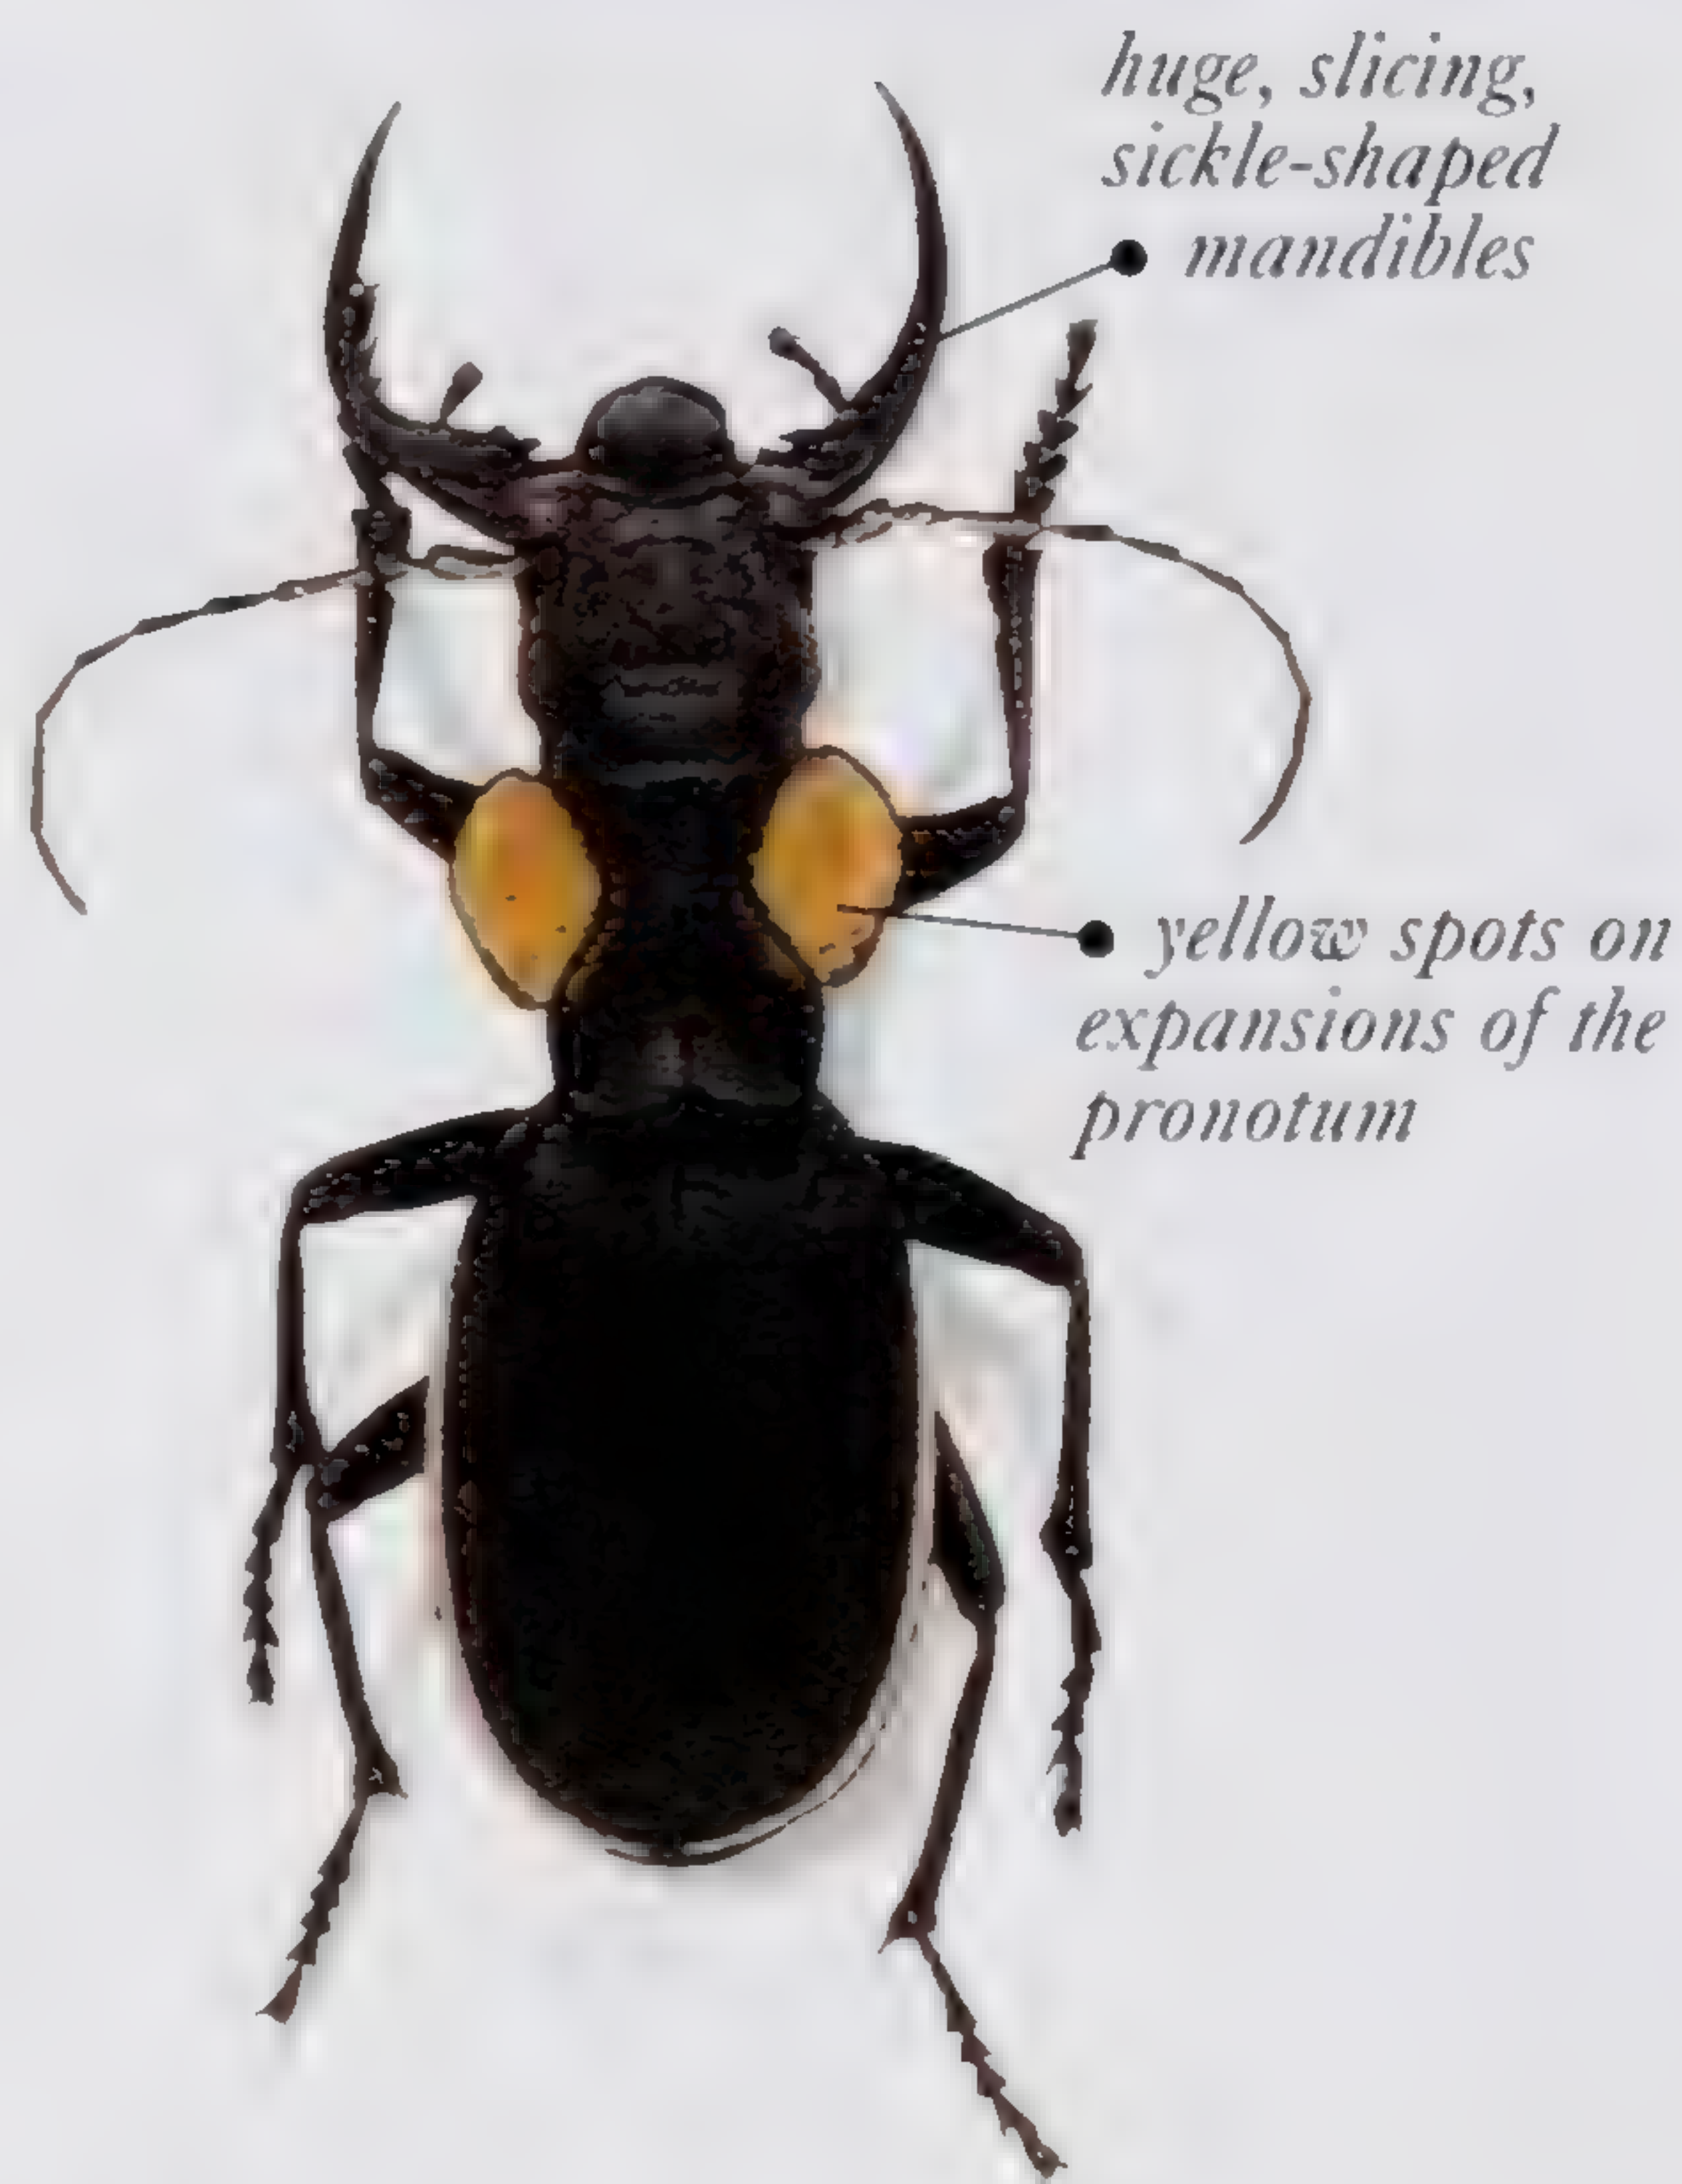 huge, slicing,
sickle-shaped
mandibles
yellow spots on
expansions of the
pronotum